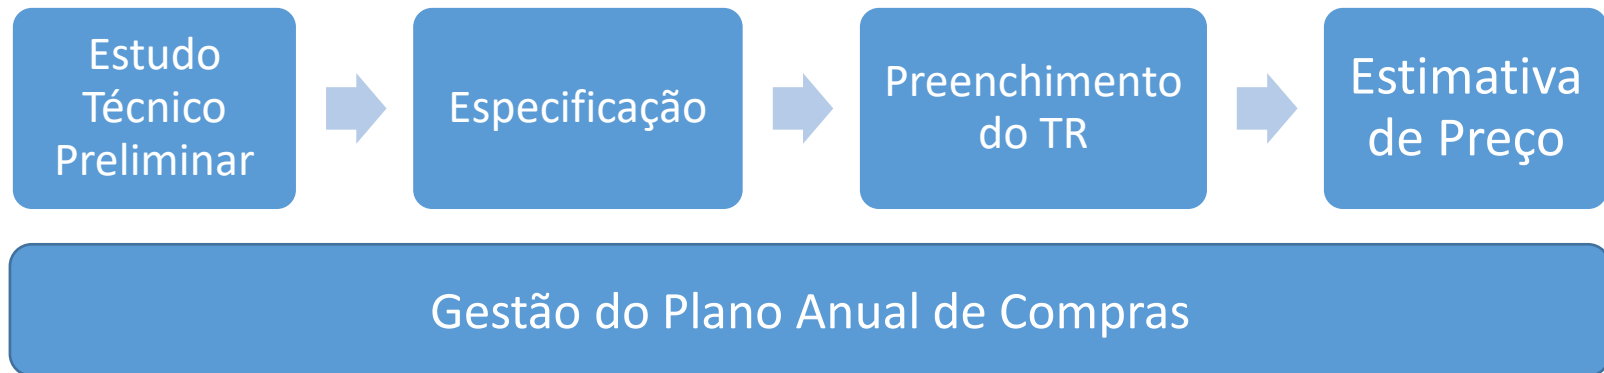 Estudo
Técnico
Preliminar
Especificação
Preenchimento
do TR
Estimativa
de Preço
Gestão do Plano Anual de Compras